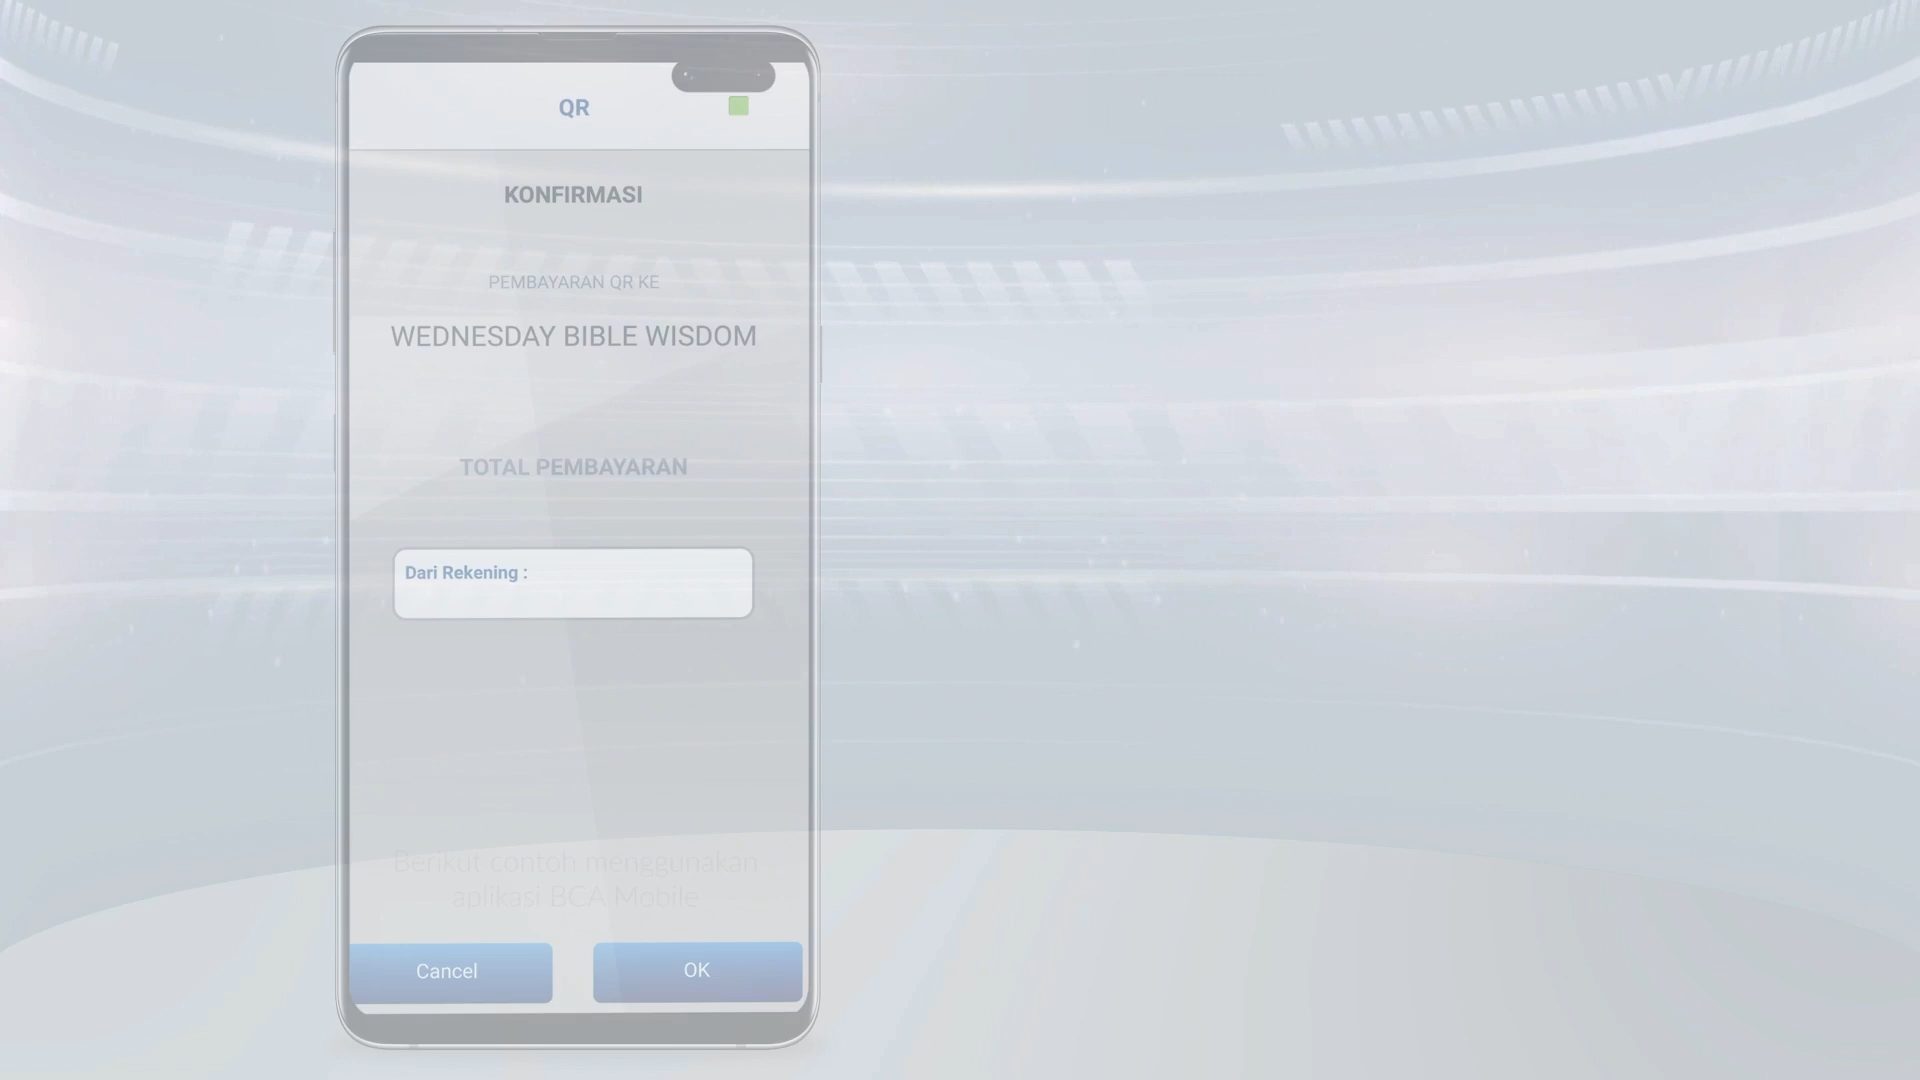 QR
KONFIRMASI
PEMBAYARAN QR KE
WEDNESDAY BIBLE WISDOM
TOTAL PEMBAYARAN
Dari Rekening :
Berikut contoh menggunakan
aplikasi BCA Mobile
Cancel
OK